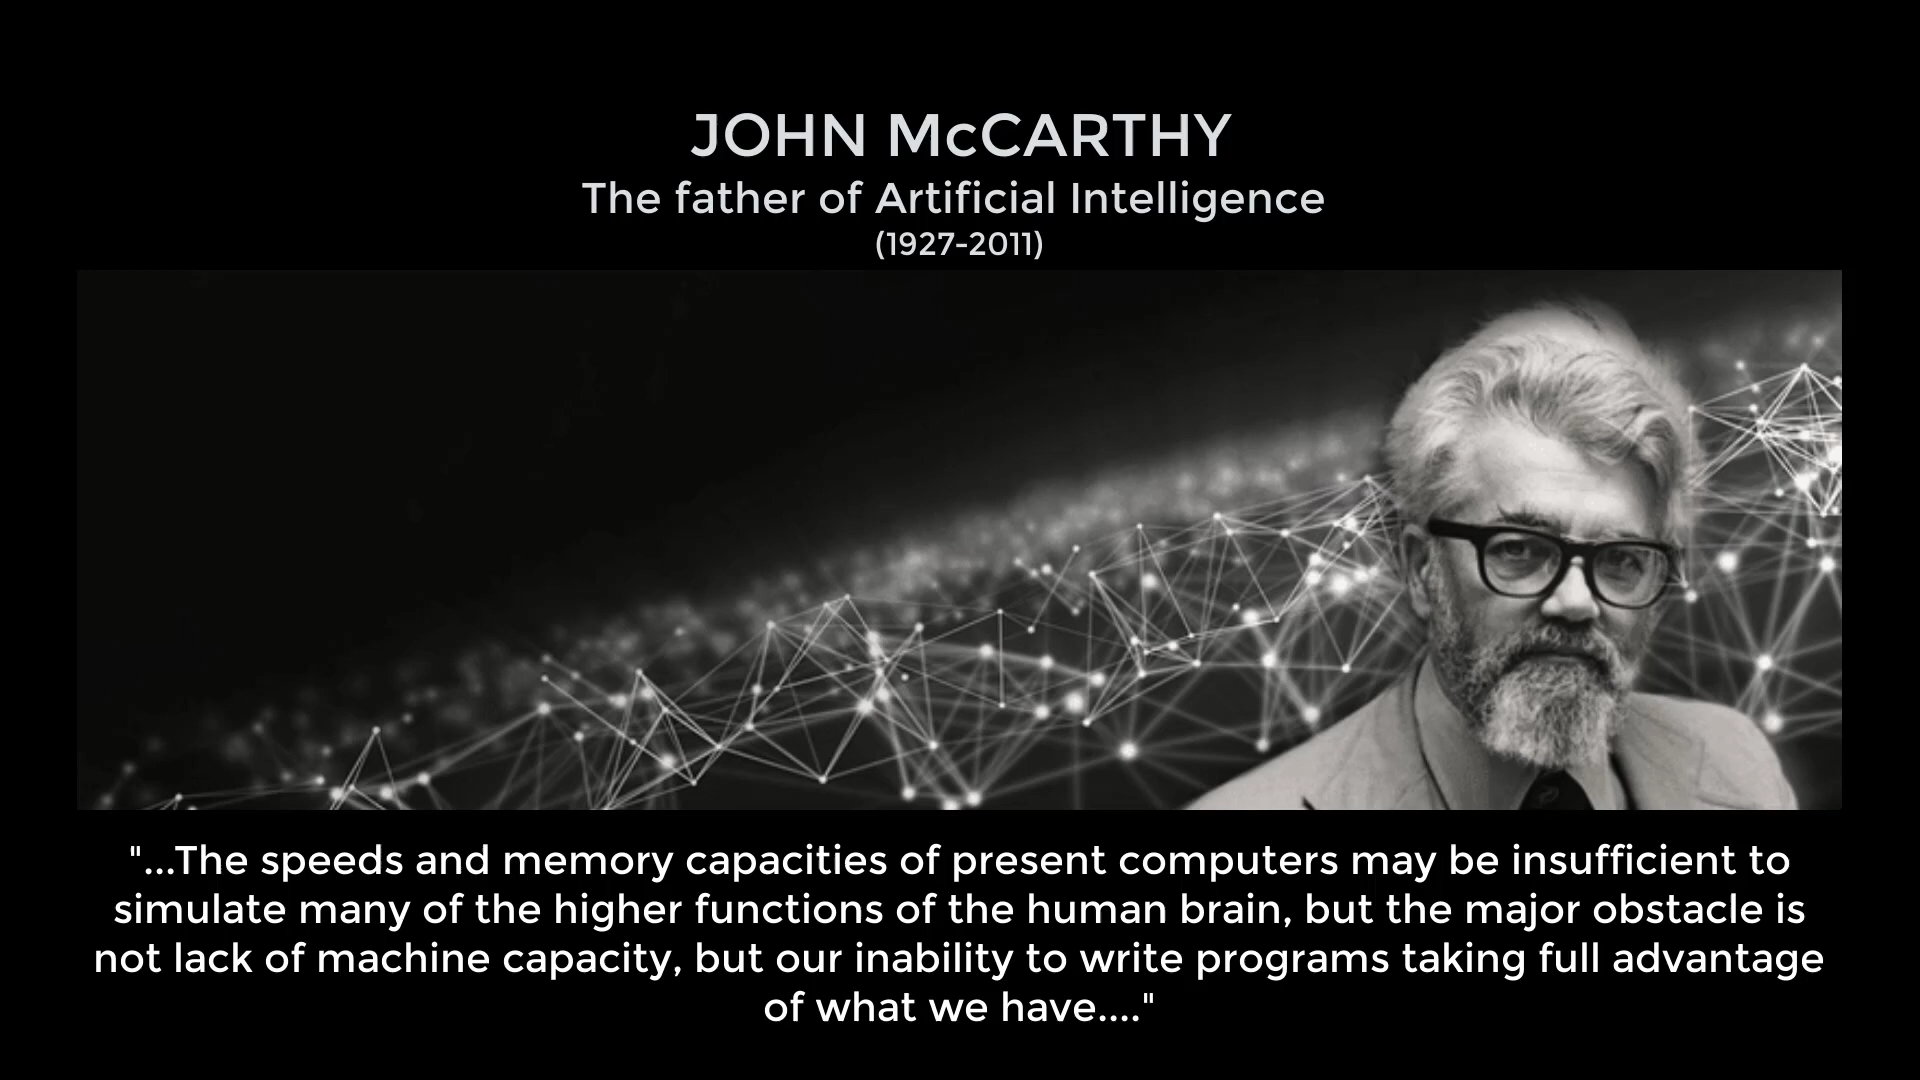 JOHN McCARTHY
The father of Artificial Intelligence
(1927-2011)
"...The speeds and memory capacities of present computers may be insufficient to
simulate many of the higher functions of the human brain, but the major obstacle is
not lack of machine capacity, but our inability to write programs taking full advantage
of what we have...."